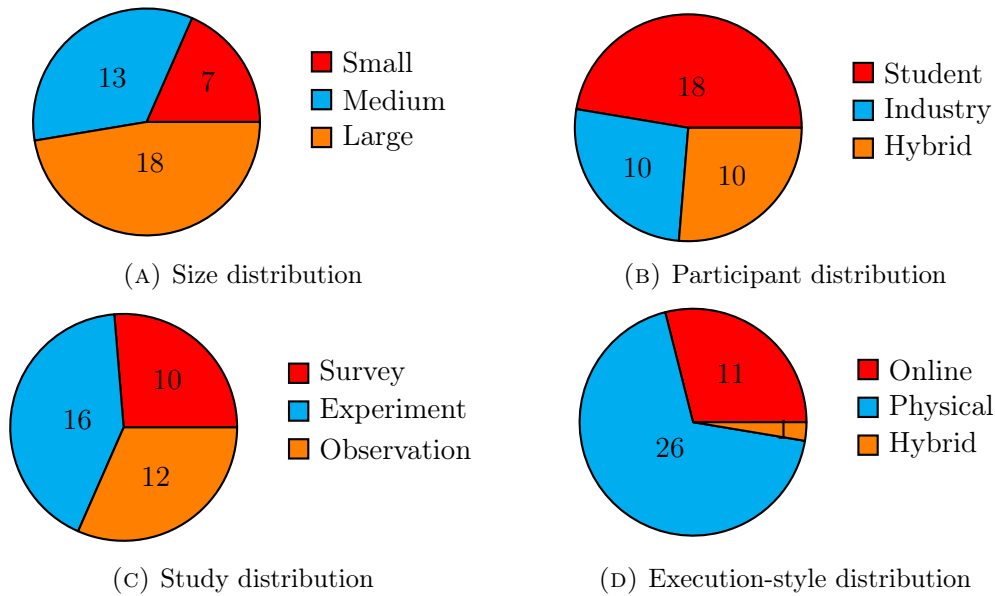 13
7
18
Small
Medium
Large
(A) Size distribution
18
10
10
Student
Industry
Hybrid
(B) Participant distribution
10
16
12
Survey
Experiment
Observation
(C) Study distribution
11
26
1
Online
Physical
Hybrid
(D) Execution-style distribution